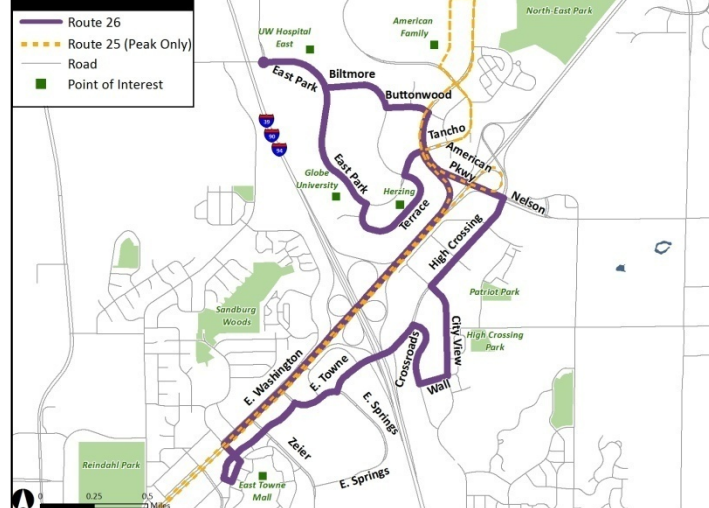 Route 26
Route 25 (Peak Only)
Road
Point of Interest
North East Park
UW Hospital
East
American
Family
East Park
Biltmore
Buttonwood
39
90
94
Tancho
American
Pkwy
East Park
Globe
University
Herzing
Terrace
Nelson
High Crossing
Patriot Park
Sandburg
Woods
High Crossing
Park
City View
Crossroads
Wall
E. Washington
E. Towne
E. Springs
Zeier
E. Springs
Reindahl Park
East Towne
Mall
0 0.25 0.5
Miles